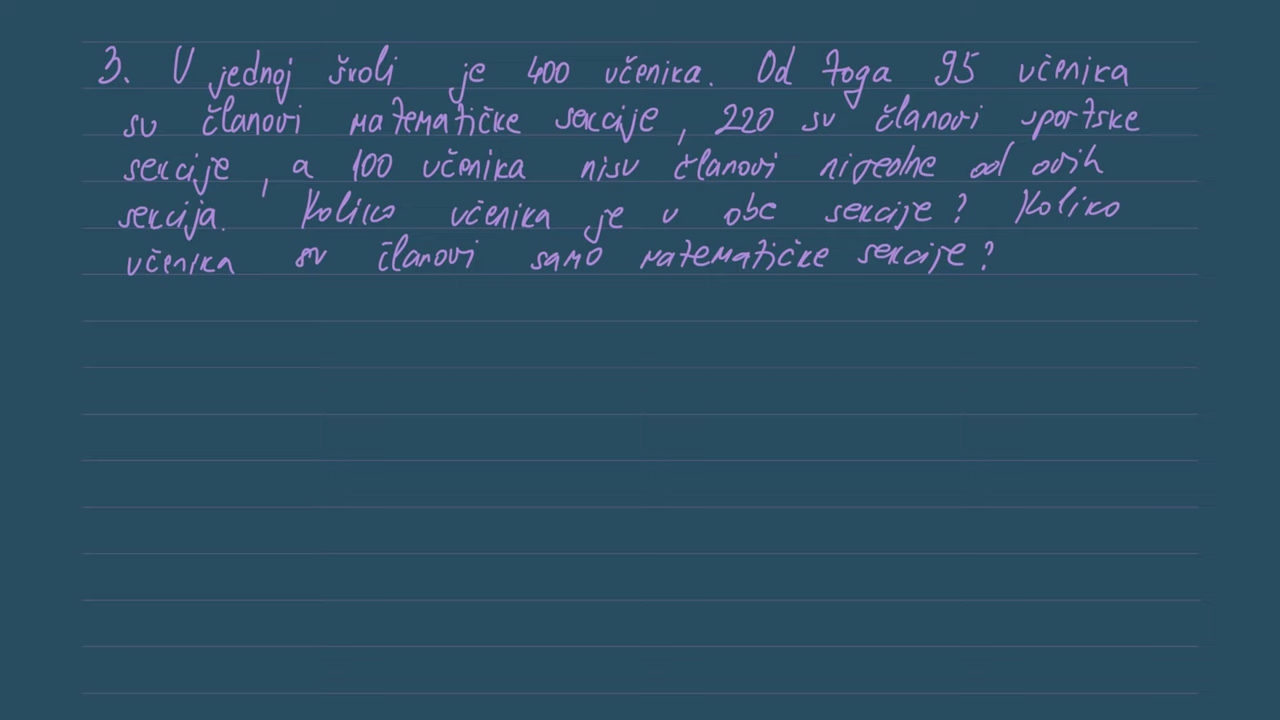 3. U jednoj školi je 400 učenika. Od toga 95 učenika
su članovi matematičke sekcije, 220 su članovi sportske
sekcije, a 100 učenika nisu članovi nijedne od ovih
sekcija. Koliko učenika je u obe sekcije? Koliko
učenika su članovi samo matematičke sekcije?